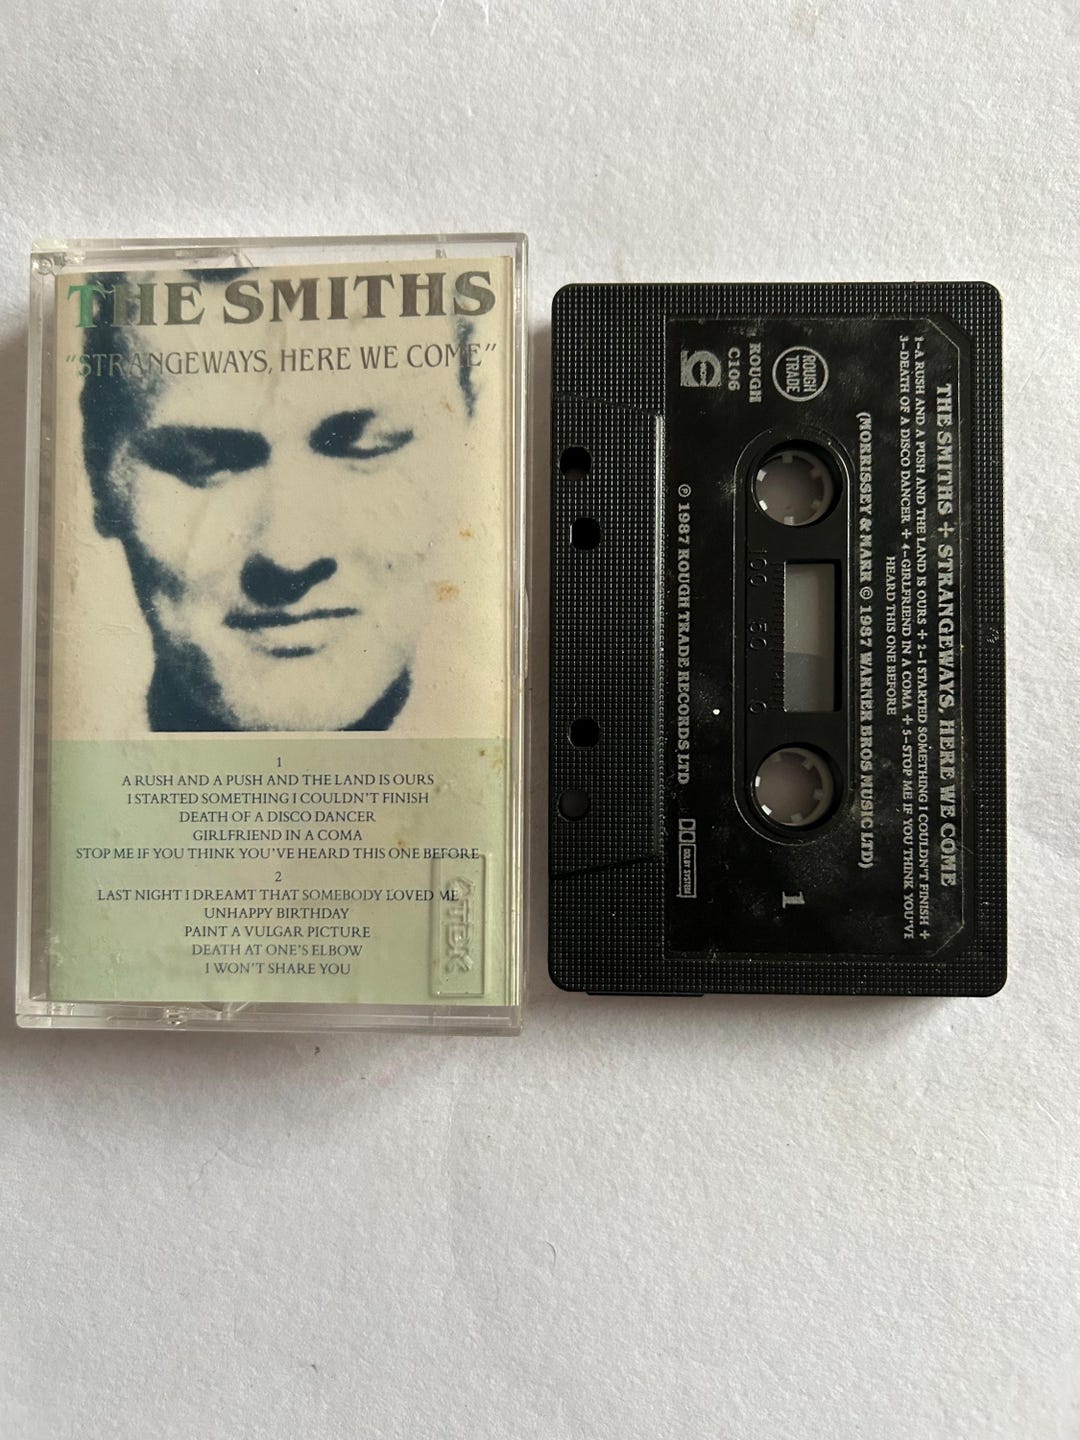 THE SMITHS
"STRANGEWAYS, HERE WE COME"
1
A RUSH AND A PUSH AND THE LAND IS OURS
I STARTED SOMETHING I COULDN'T FINISH
DEATH OF A DISCO DANCER
GIRLFRIEND IN A COMA
STOP ME IF YOU THINK YOU'VE HEARD THIS ONE BEFORE
2
LAST NIGHT I DREAMT THAT SOMEBODY LOVED ME
UNHAPPY BIRTHDAY
PAINT A VULGAR PICTURE
DEATH AT ONE'S ELBOW
I WON'T SHARE YOU
TDK
THE SMITHS + STRANGEWAYS, HERE WE COME
1-A RUSH AND A PUSH AND THE LAND IS OURS + 2-I STARTED SOMETHING I COULDN'T FINISH +
3-DEATH OF A DISCO DANCER + 4-GIRLFRIEND IN A COMA + 5-STOP ME IF YOU THINK YOU'VE
HEARD THIS ONE BEFORE
(MORRISSEY & MARR © 1987 WARNER BROS MUSIC LTD)
ROUGH
TRADE
ROUGH
C106
1
100 50 0
℗ 1987 ROUGH TRADE RECORDS LTD
DOLBY SYSTEM